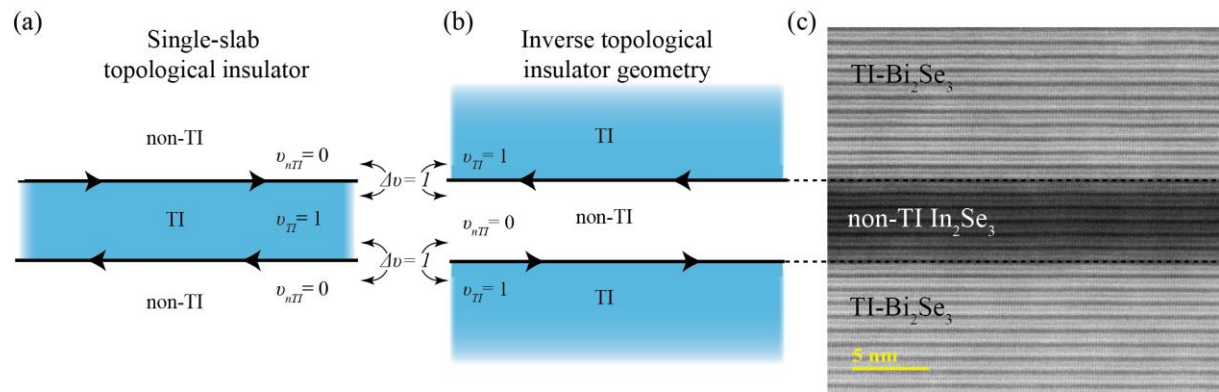 (a)
Single-slab
topological insulator
non-TI
υnTI = 0
TI
υTI = 1
non-TI
υnTI = 0
Δυ = 1
Δυ = 1
(b)
Inverse topological
insulator geometry
TI
υTI = 1
non-TI
υnTI = 0
υTI = 1
TI
(c)
TI-Bi2Se3
non-TI In2Se3
TI-Bi2Se3
5 nm